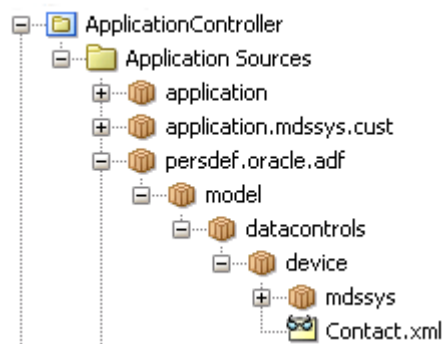 ApplicationController
Application Sources
application
application.mdssys.cust
persdef.oracle.adf
model
datacontrols
device
mdssys
Contact.xml